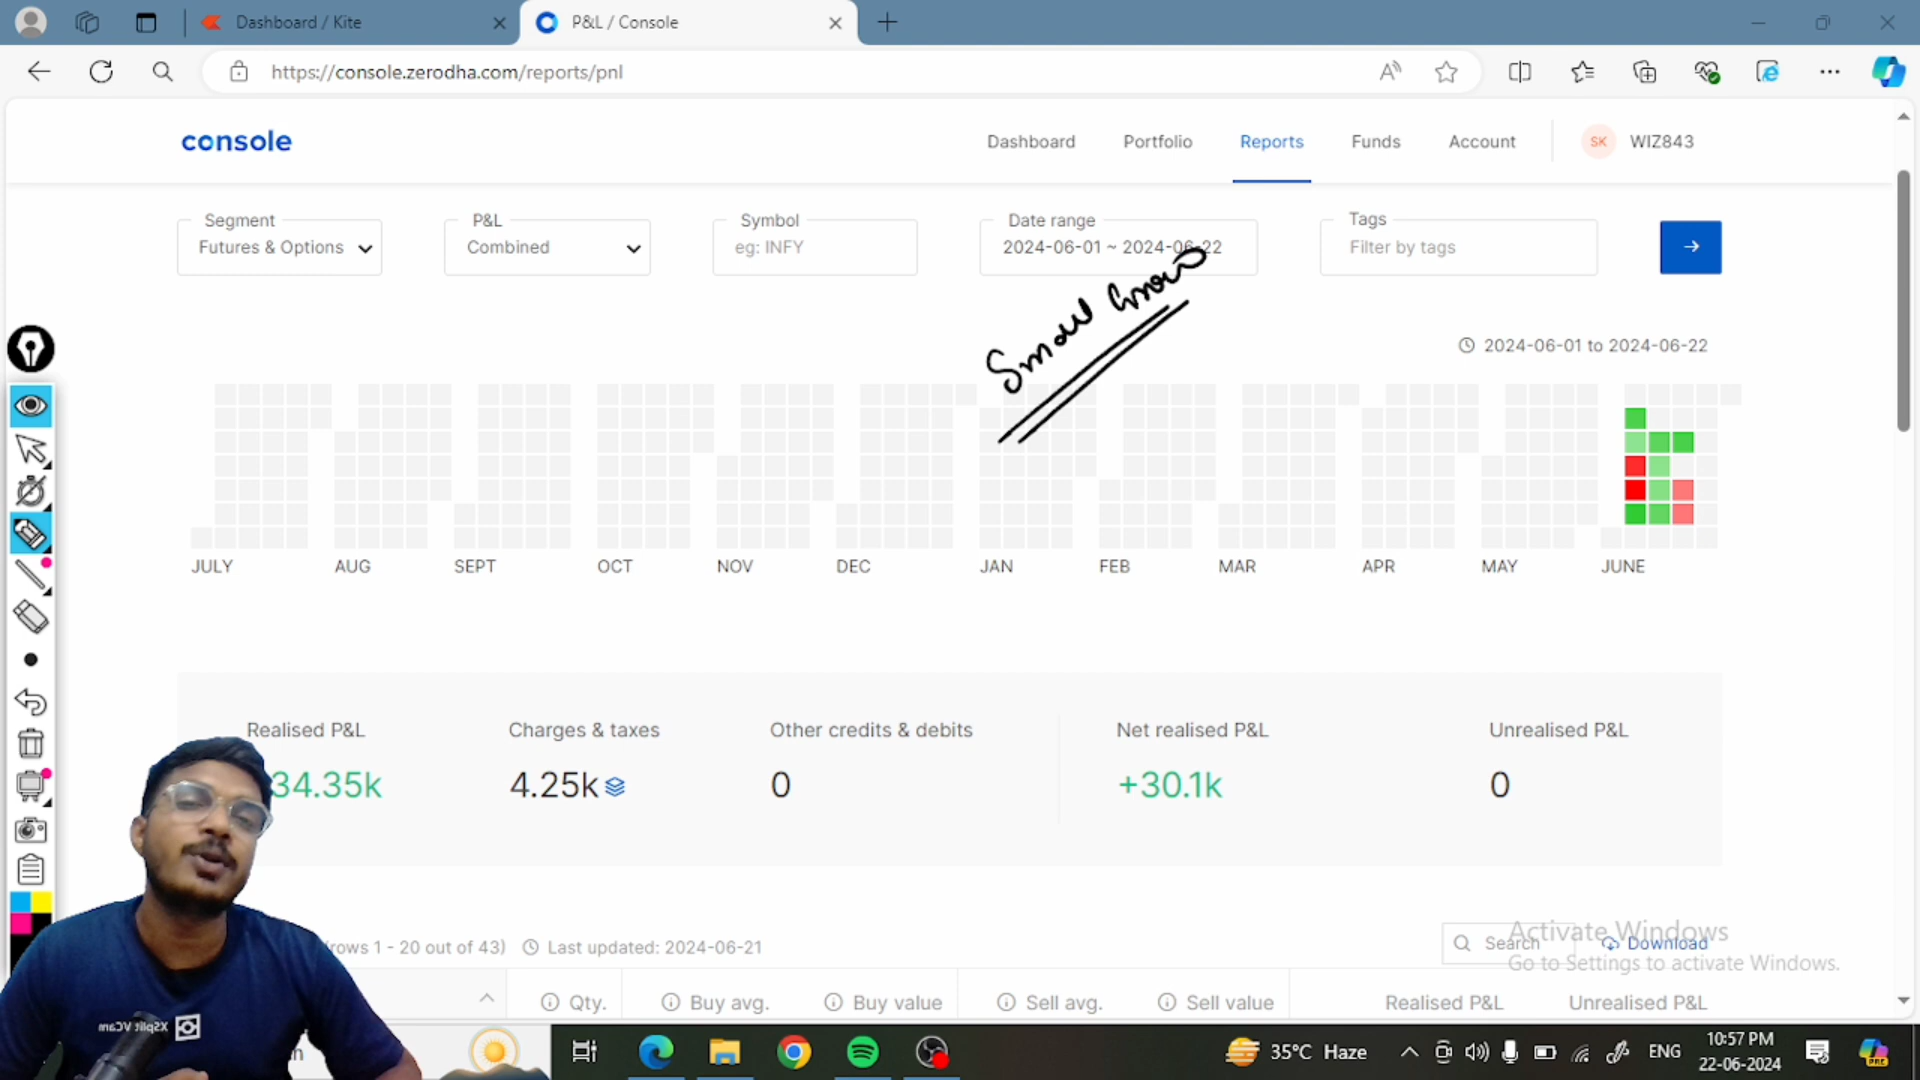 Dashboard / Kite
P&L / Console
https://console.zerodha.com/reports/pnl
console
Dashboard
Portfolio
Reports
Funds
Account
SK
WIZ843
Segment
Futures & Options
P&L
Combined
Symbol
eg: INFY
Date range
2024-06-01 ~ 2024-06-22
Tags
Filter by tags
Small
2024-06-01 to 2024-06-22
JULY
AUG
SEPT
OCT
NOV
DEC
JAN
FEB
MAR
APR
MAY
JUNE
Realised P&L
34.35k
Charges & taxes
4.25k
Other credits & debits
0
Net realised P&L
+30.1k
Unrealised P&L
0
(rows 1 - 20 out of 43)
Last updated: 2024-06-21
Search
Download
Activate Windows
Go to Settings to activate Windows.
Qty.
Buy avg.
Buy value
Sell avg.
Sell value
Realised P&L
Unrealised P&L
XSplit VCam
35°C Haze
ENG
10:57 PM
22-06-2024